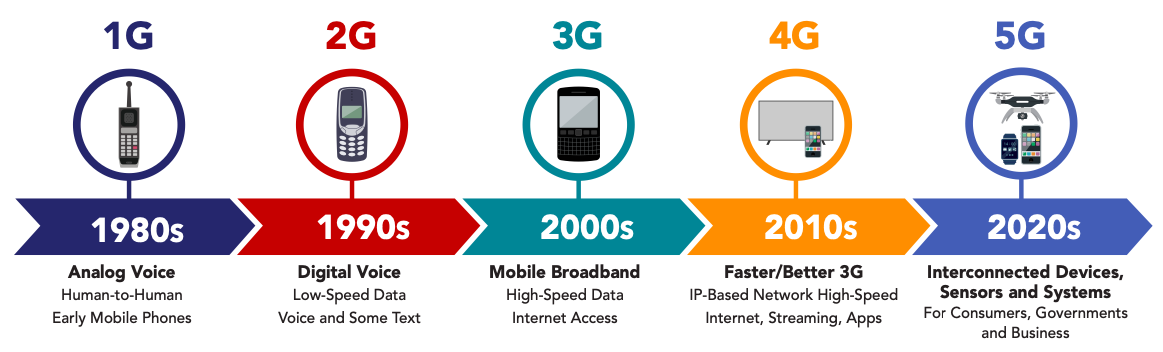 1G
2G
3G
4G
5G
1980s
1990s
2000s
2010s
2020s
Analog Voice
Human-to-Human
Early Mobile Phones
Digital Voice
Low-Speed Data
Voice and Some Text
Mobile Broadband
High-Speed Data
Internet Access
Faster/Better 3G
IP-Based Network High-Speed
Internet, Streaming, Apps
Interconnected Devices,
Sensors and Systems
For Consumers, Governments
and Business